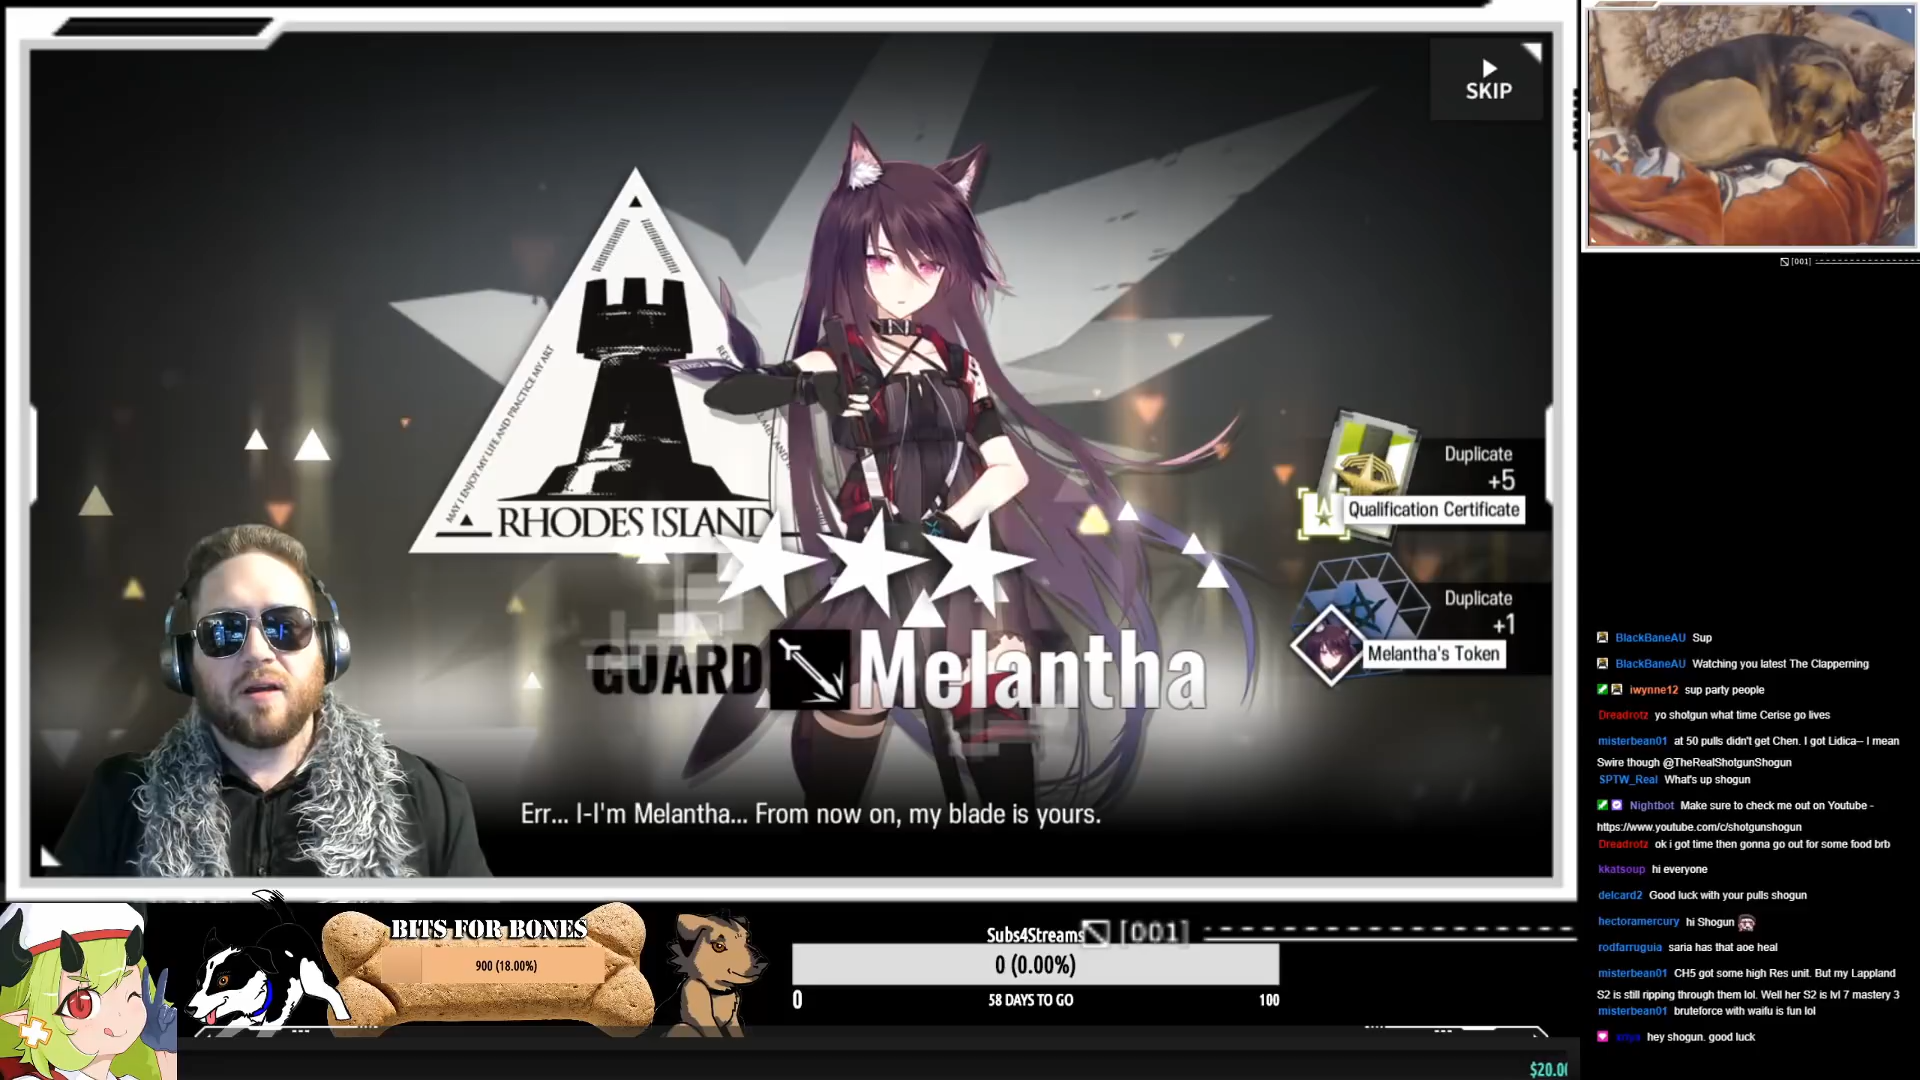 SKIP
MAY I ENJOY MY LIFE AND PRACTICE MY ART
RHODES ISLAND
Duplicate
+5
Qualification Certificate
Duplicate
+1
Melantha's Token
GUARD
Melantha
Err... I-I'm Melantha... From now on, my blade is yours.
[001]
BlackBaneAU Sup
BlackBaneAU Watching you latest The Clapperning
iwynne12 sup party people
Dreadrotz yo shotgun what time Cerise go lives
misterbean01 at 50 pulls didn't get Chen. I got Lidica-- I mean
Swire though @TheRealShotgunShogun
SPTW_Real What's up shogun
Nightbot Make sure to check me out on Youtube -
https://www.youtube.com/c/shotgunshogun
Dreadrotz ok i got time then gonna go out for some food brb
kkatsoup hi everyone
delcard2 Good luck with your pulls shogun
hectoramercury hi Shogun
rodfarruguia saria has that aoe heal
misterbean01 CH5 got some high Res unit. But my Lappland
S2 is still ripping through them lol. Well her S2 is lvl 7 mastery 3
misterbean01 bruteforce with waifu is fun lol
hey shogun. good luck
BITS FOR BONES
900 (18.00%)
Subs4Streams
[001]
0 (0.00%)
0
58 DAYS TO GO
100